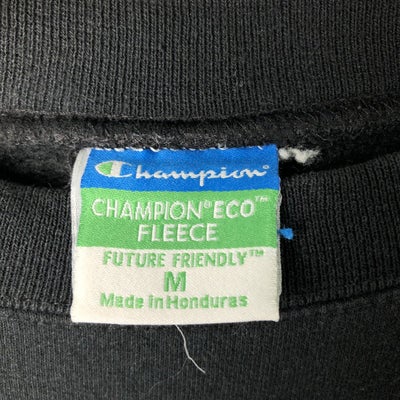 Champion
CHAMPION® ECO™
FLEECE
FUTURE FRIENDLY™
M
Made in Honduras